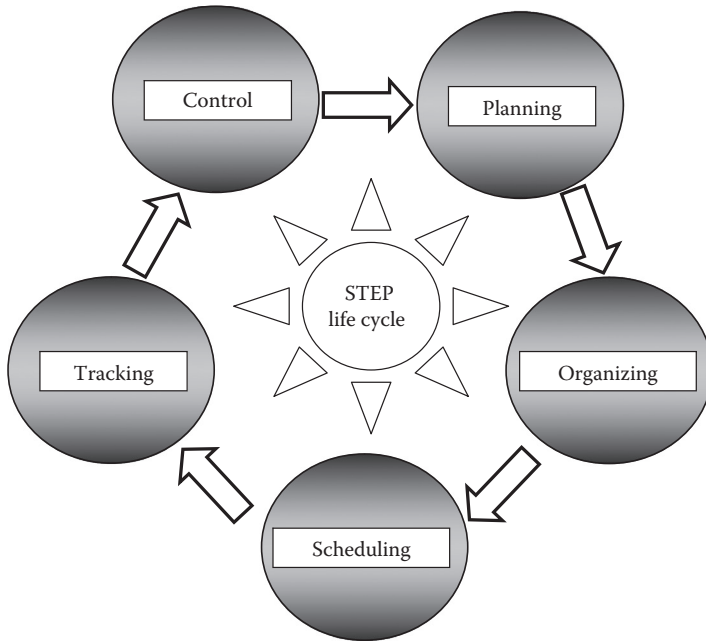 Control
Planning
STEP
life cycle
Tracking
Organizing
Scheduling